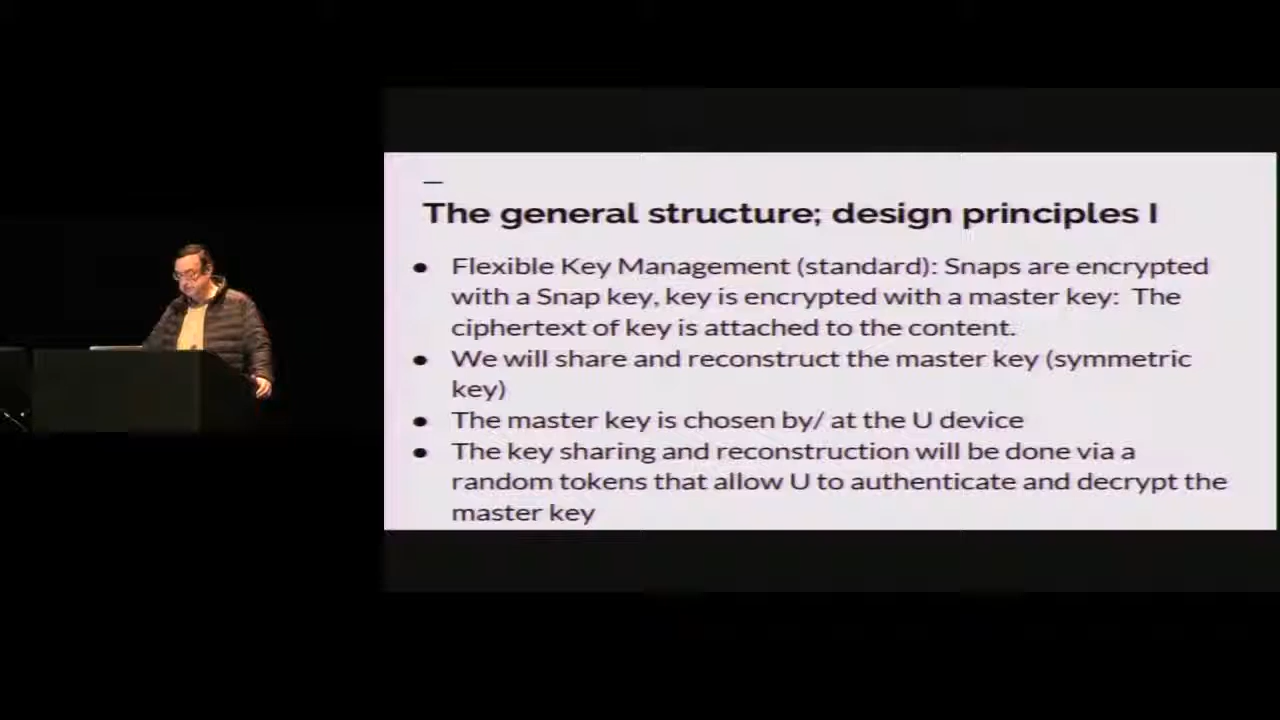 The general structure; design principles I
● Flexible Key Management (standard): Snaps are encrypted
with a Snap key, key is encrypted with a master key: The
ciphertext of key is attached to the content.
● We will share and reconstruct the master key (symmetric
key)
● The master key is chosen by/ at the U device
● The key sharing and reconstruction will be done via a
random tokens that allow U to authenticate and decrypt the
master key